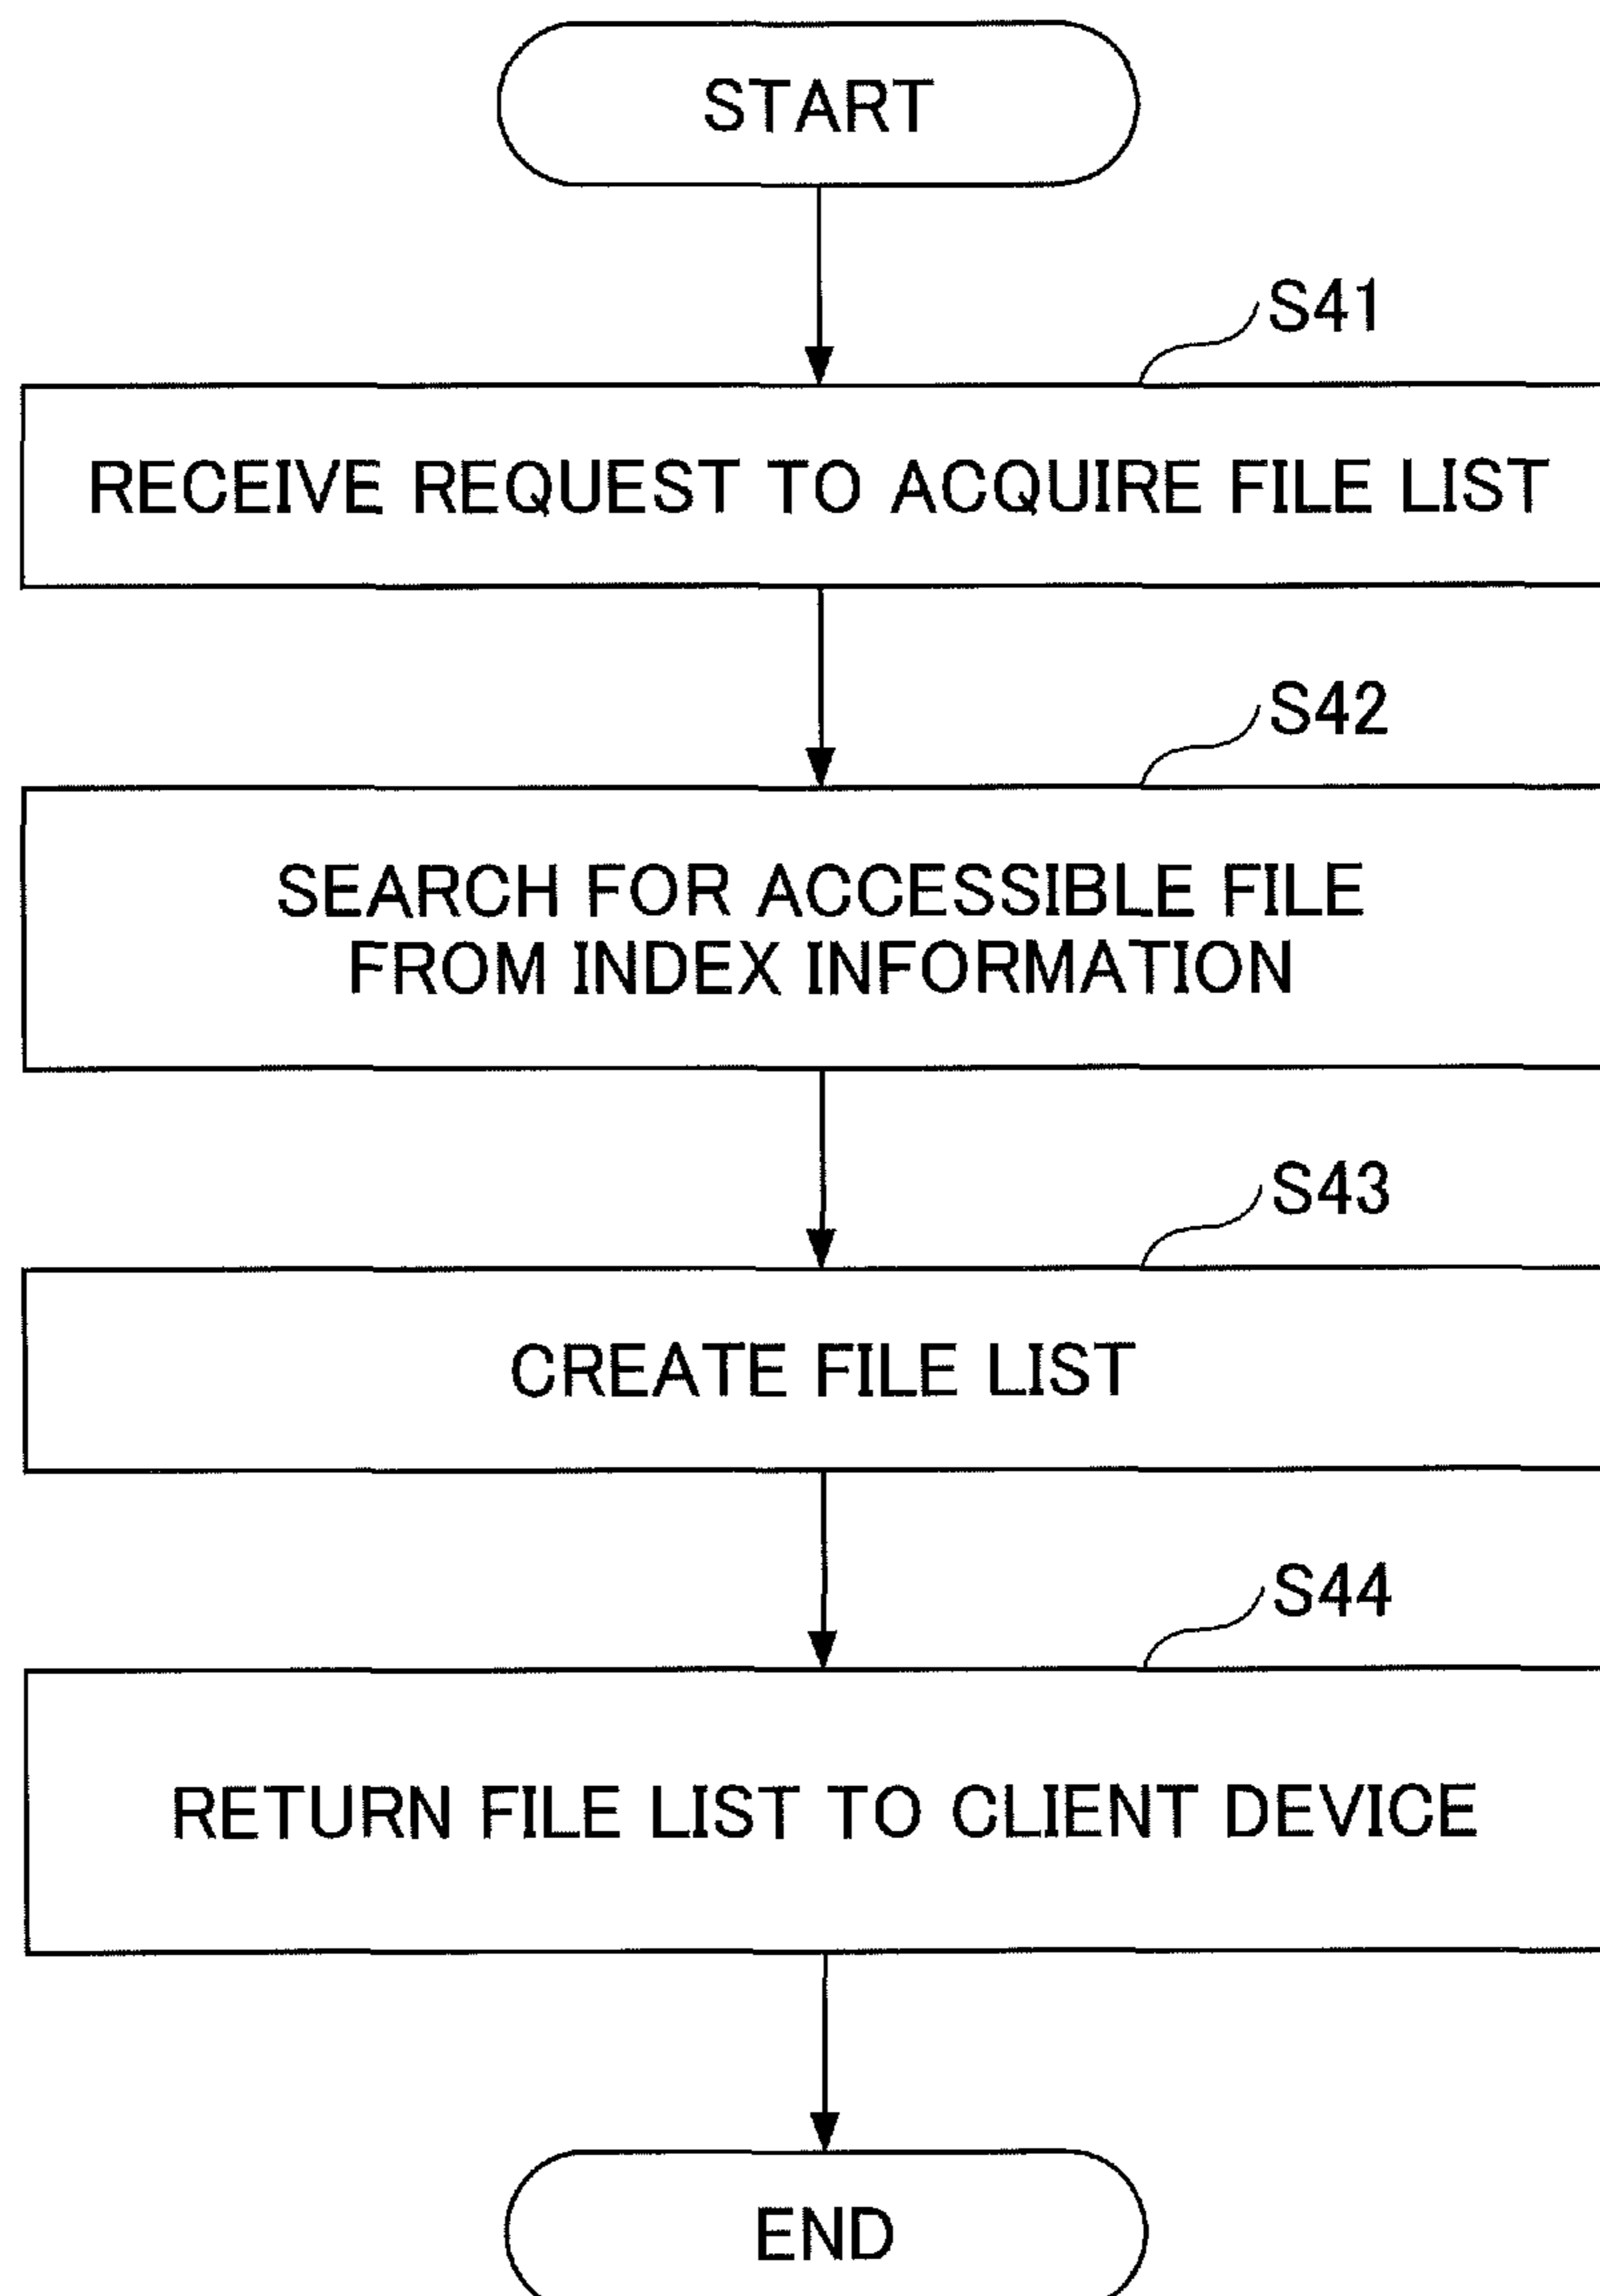 START
S41
RECEIVE REQUEST TO ACQUIRE FILE LIST
S42
SEARCH FOR ACCESSIBLE FILE
FROM INDEX INFORMATION
S43
CREATE FILE LIST
S44
RETURN FILE LIST TO CLIENT DEVICE
END